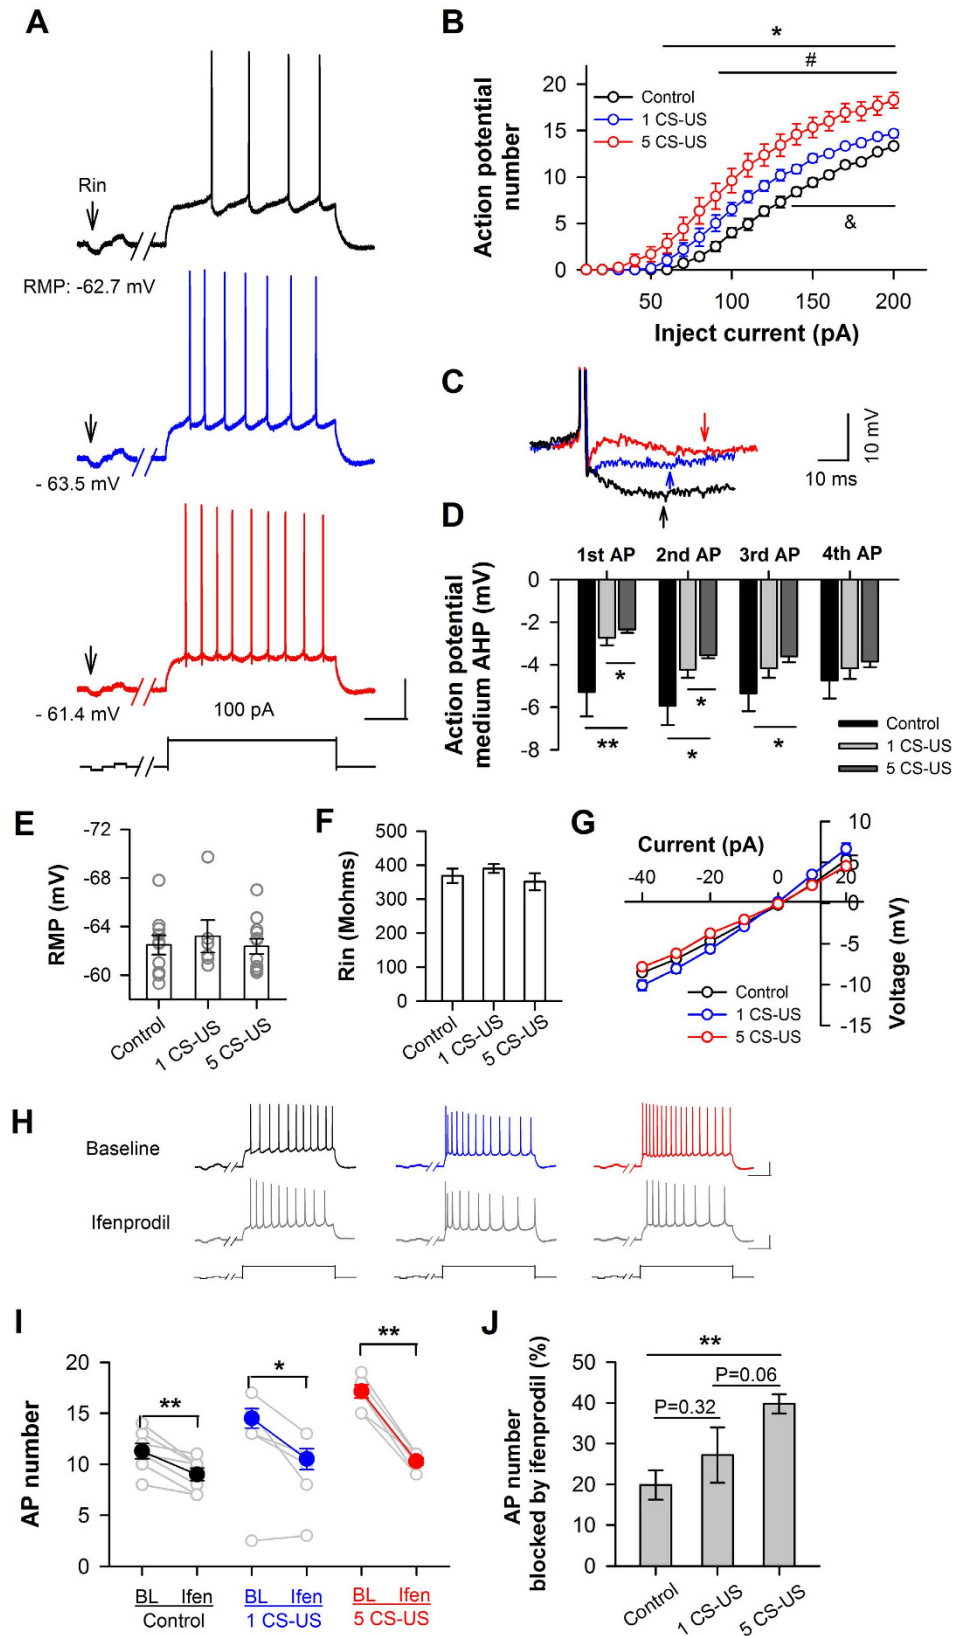 A
Rin
RMP: -62.7 mV
- 63.5 mV
- 61.4 mV
100 pA
B
*
#
Control
1 CS-US
5 CS-US
&
Action potential
number
20
15
10
5
0
50
100
150
200
Inject current (pA)
C
10 mV
10 ms
D
1st AP
2nd AP
3rd AP
4th AP
Action potential
medium AHP (mV)
0
-2
-4
-6
-8
*
**
*
*
*
Control
1 CS-US
5 CS-US
E
RMP (mV)
-72
-68
-64
-60
Control
1 CS-US
5 CS-US
F
Rin (Mohms)
500
400
300
200
100
0
Control
1 CS-US
5 CS-US
G
Current (pA)
-40
-20
0
20
10
5
0
-5
-10
-15
Voltage (mV)
Control
1 CS-US
5 CS-US
H
Baseline
Ifenprodil
I
AP number
20
15
10
5
0
**
*
**
BL Ifen
Control
BL Ifen
1 CS-US
BL Ifen
5 CS-US
J
AP number
blocked by ifenprodil (%)
50
40
30
20
10
0
**
P=0.06
P=0.32
Control
1 CS-US
5 CS-US